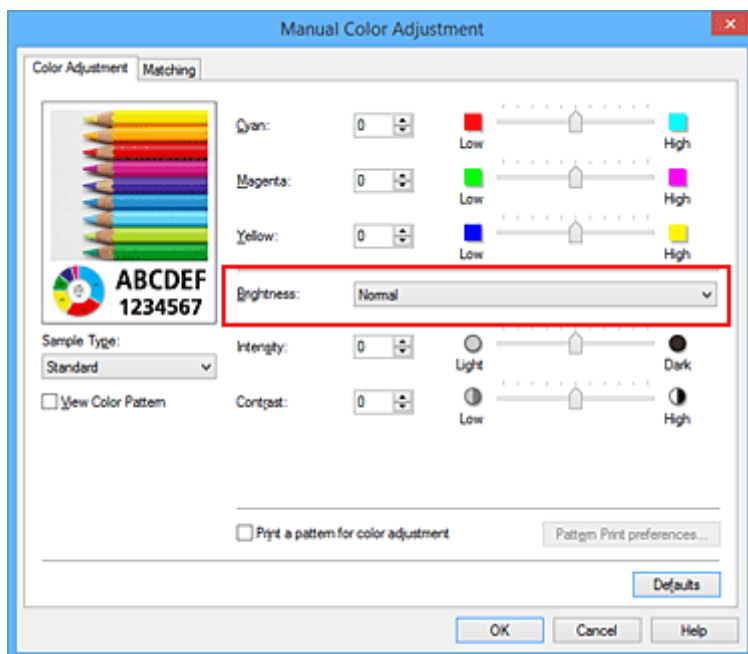 Manual Color Adjustment
Color Adjustment Matching
Cyan: 0 Low High
Magenta: 0 Low High
Yellow: 0 Low High
ABCDEF
1234567
Brightness: Normal
Sample Type:
Standard
Intensity: 0 Light Dark
View Color Pattern
Contrast: 0 Low High
Print a pattern for color adjustment Pattern Print preferences...
Defaults
OK Cancel Help